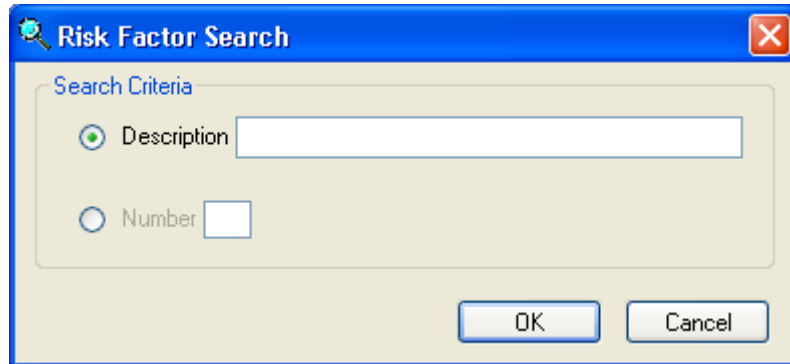 Risk Factor Search
Search Criteria
Description
Number
OK Cancel